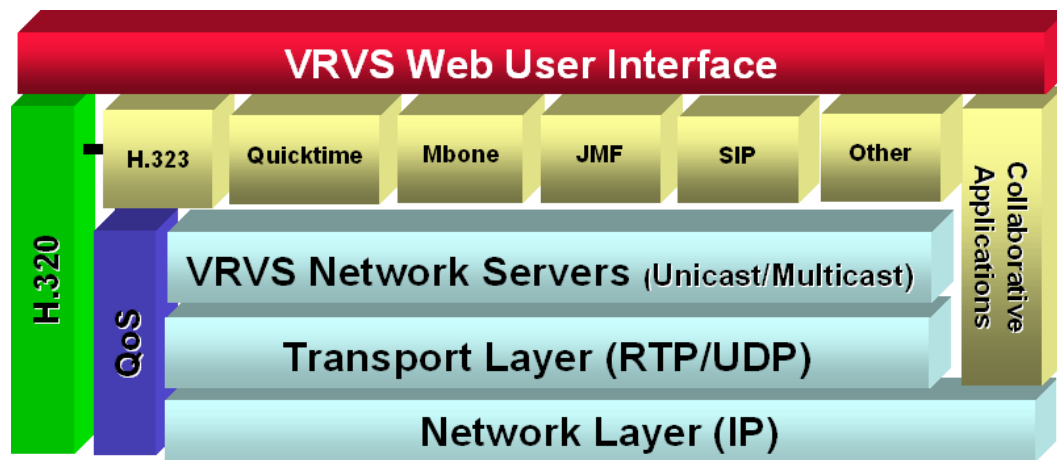 VRVS Web User Interface
H.320
H.323
Quicktime
Mbone
JMF
SIP
Other
Collaborative
Applications
QoS
VRVS Network Servers (Unicast/Multicast)
Transport Layer (RTP/UDP)
Network Layer (IP)